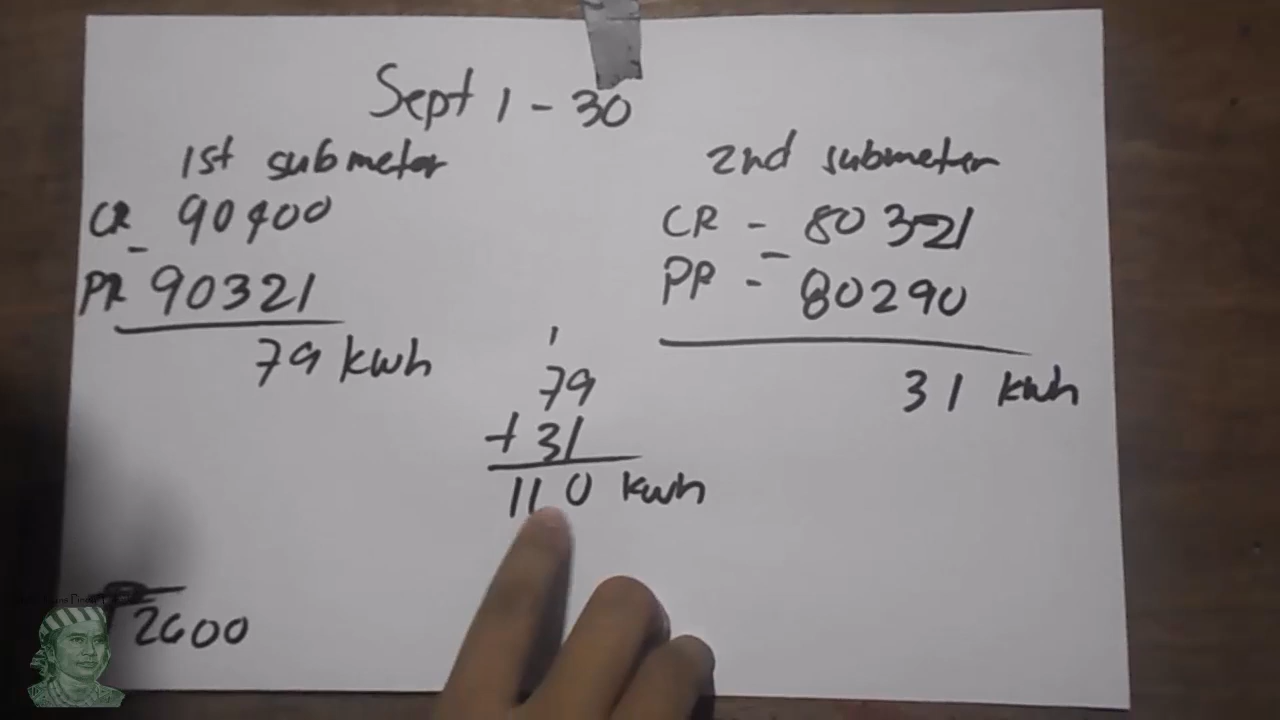 Sept 1 - 30
1st submeter
CR - 90400
PR 90321
79 kwh
2nd submeter
CR - 80321
PR - 80290
31 kwh
1
79
+ 31
110 kwh
2600